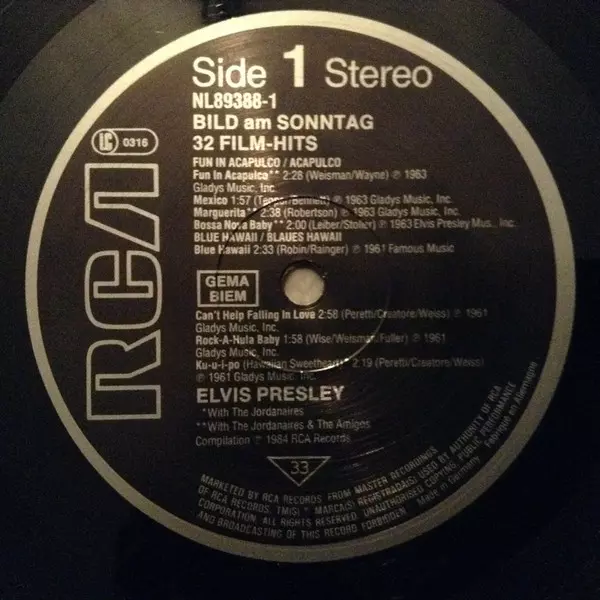 Side 1 Stereo
NL89388-1
BILD am SONNTAG
32 FILM-HITS
LC 0316
RCA
FUN IN ACAPULCO / ACAPULCO
Fun In Acapulco** 2:28 (Weisman/Wayne) ℗ 1963
Gladys Music, Inc.
Mexico 1:57 (Tepper/Bennett) ℗ 1963 Gladys Music, Inc.
Marguerita** 2:38 (Robertson) ℗ 1963 Gladys Music, Inc.
Bossa Nova Baby** 2:00 (Leiber/Stoller) ℗ 1963 Elvis Presley Mus., Inc.
BLUE HAWAII / BLAUES HAWAII
Blue Hawaii 2:33 (Robin/Rainger) ℗ 1961 Famous Music
GEMA
BIEM
Can't Help Falling In Love 2:58 (Peretti/Creatore/Weiss) ℗ 1961
Gladys Music, Inc.
Rock-A-Hula Baby 1:58 (Wise/Weisman/Fuller) ℗ 1961
Gladys Music, Inc.
Ku-u-i-po (Hawaiian Sweetheart)* 2:19 (Peretti/Creatore/Weiss)
℗ 1961 Gladys Music, Inc.
ELVIS PRESLEY
*With The Jordanaires
**With The Jordanaires & The Amigos
Compilation ℗ 1984 RCA Records
33
MARKETED BY RCA RECORDS FROM MASTER RECORDINGS
OF RCA RECORDS. TM(S) ® MARCA(S) REGISTRADA(S) USED BY AUTHORITY OF RCA
CORPORATION. ALL RIGHTS RESERVED. UNAUTHORISED COPYING, PUBLIC PERFORMANCE
AND BROADCASTING OF THIS RECORD FORBIDDEN
Made in Germany Fabriqué en Allemagne